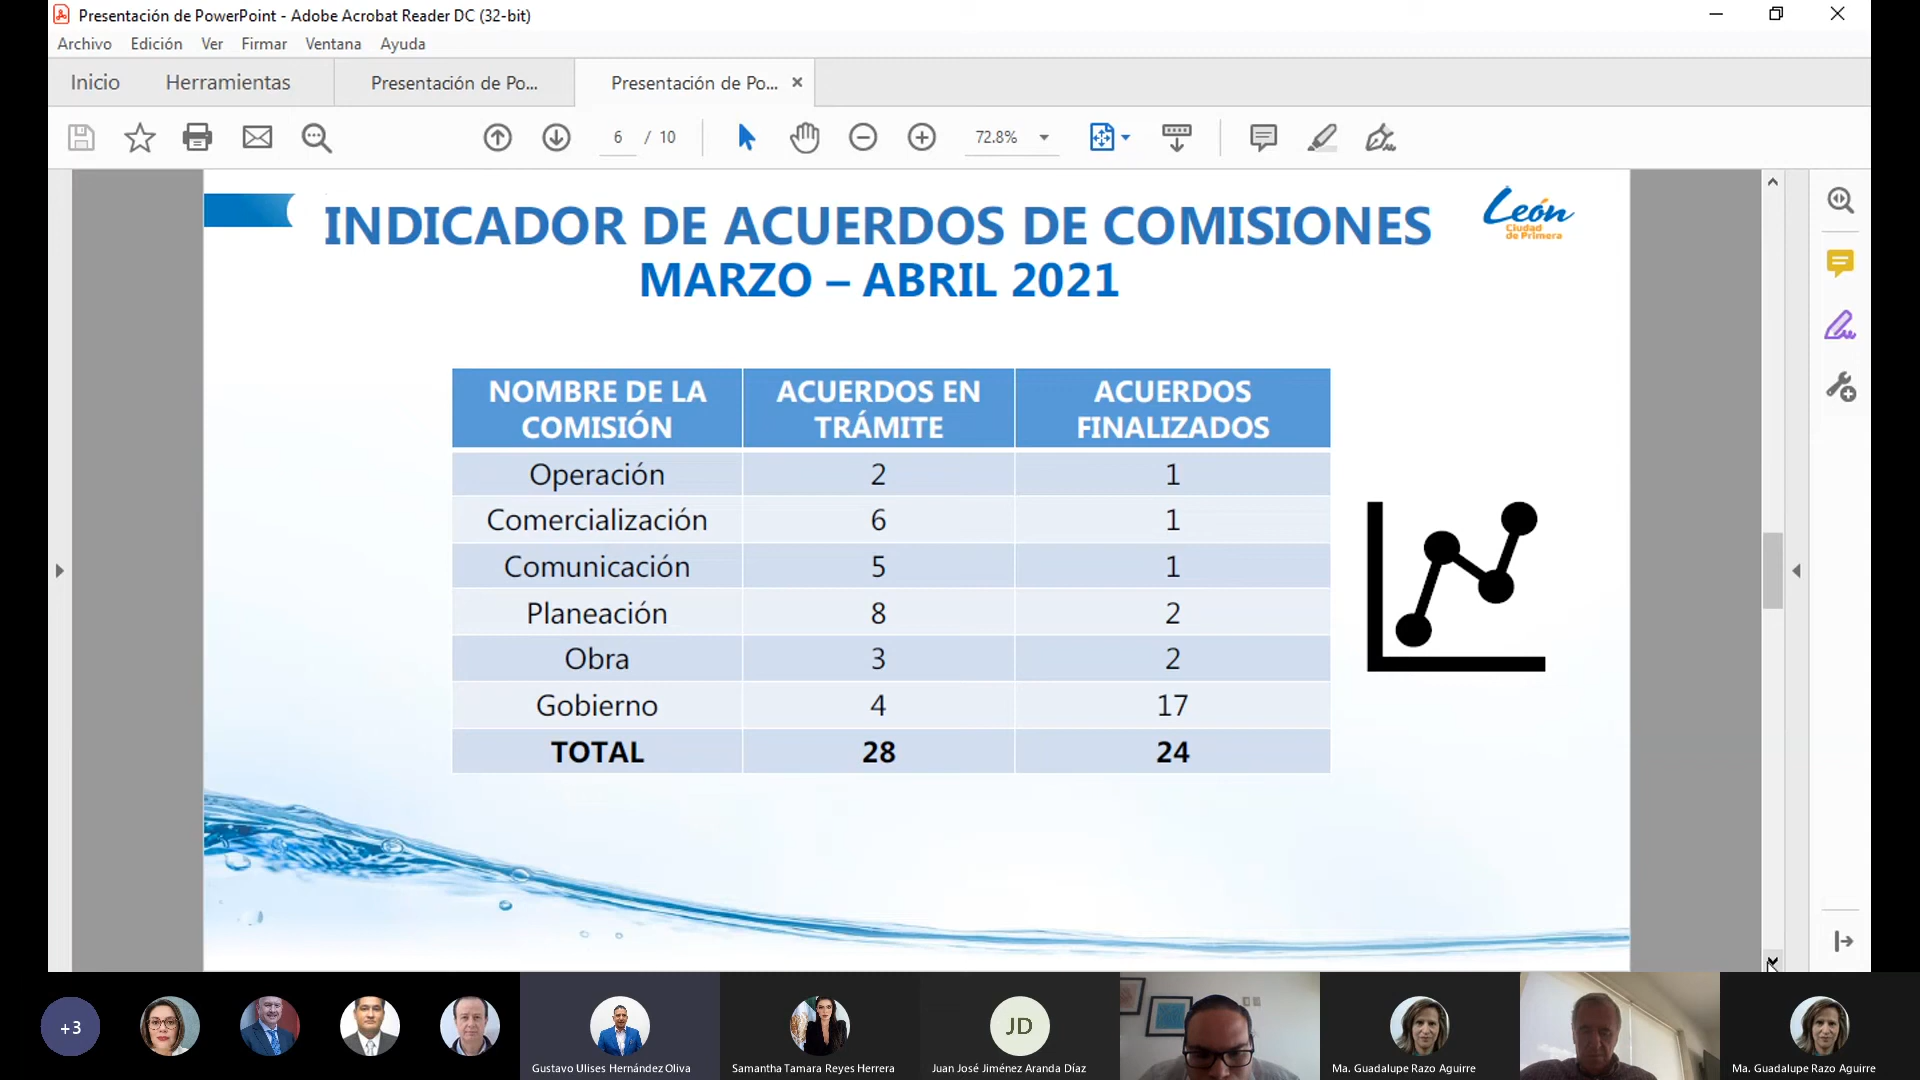 Presentación de PowerPoint - Adobe Acrobat Reader DC (32-bit)
Archivo Edición Ver Firmar Ventana Ayuda
Inicio Herramientas Presentación de Po... Presentación de Po... ×
6 / 10 72.8%
INDICADOR DE ACUERDOS DE COMISIONES
MARZO – ABRIL 2021
León
Ciudad
de Primera
NOMBRE DE LA COMISIÓN ACUERDOS EN TRÁMITE ACUERDOS FINALIZADOS
Operación 2 1
Comercialización 6 1
Comunicación 5 1
Planeación 8 2
Obra 3 2
Gobierno 4 17
TOTAL 28 24
+3
JD
Gustavo Ulises Hernández Oliva
Samantha Tamara Reyes Herrera
Juan José Jiménez Aranda Díaz
Ma. Guadalupe Razo Aguirre
Ma. Guadalupe Razo Aguirre